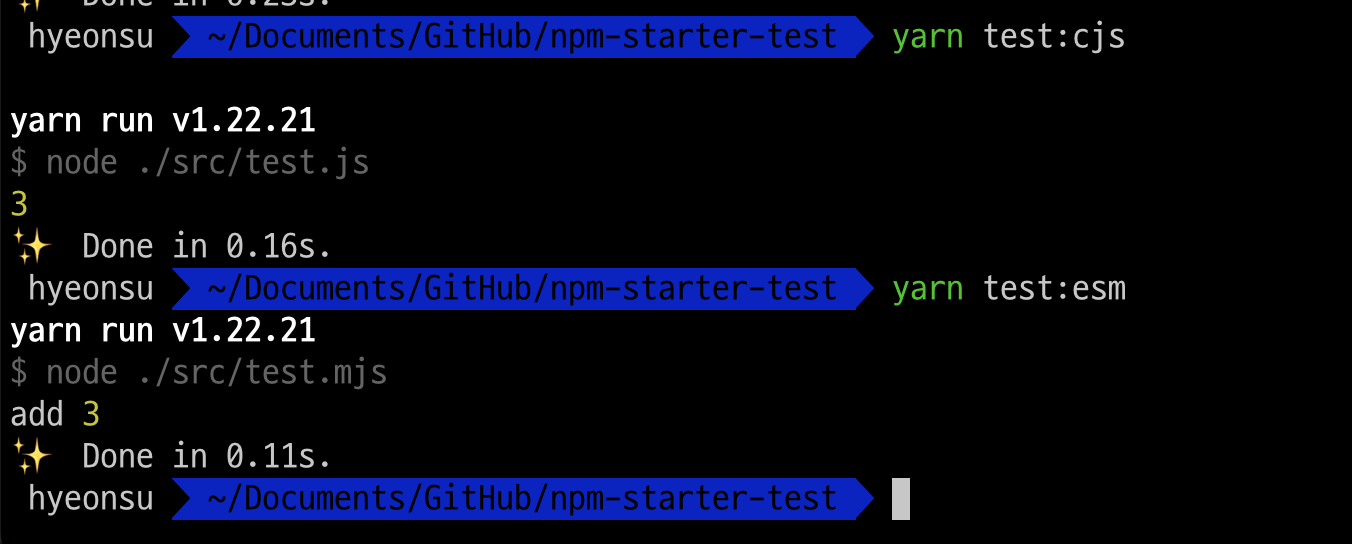 ✨  Done in 0.23s.
hyeonsu ~/Documents/GitHub/npm-starter-test yarn test:cjs
yarn run v1.22.21
$ node ./src/test.js
3
✨  Done in 0.16s.
hyeonsu ~/Documents/GitHub/npm-starter-test yarn test:esm
yarn run v1.22.21
$ node ./src/test.mjs
add 3
✨  Done in 0.11s.
hyeonsu ~/Documents/GitHub/npm-starter-test